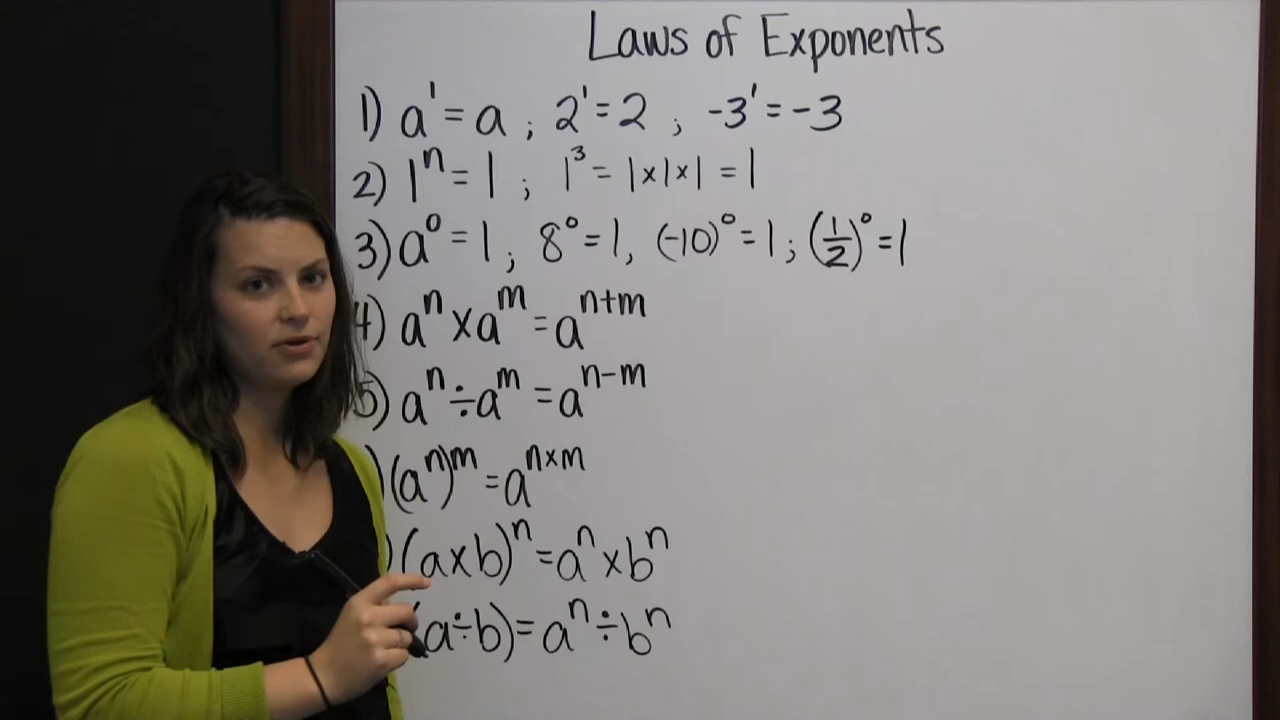 Laws of Exponents
1) a¹ = a ; 2¹ = 2 ; -3¹ = -3
2) 1ⁿ = 1 ; 1³ = 1×1×1 = 1
3) a⁰ = 1 ; 8⁰ = 1, (-10)⁰ = 1 ; (1/2)⁰ = 1
4) aⁿ × aᵐ = aⁿ⁺ᵐ
5) aⁿ ÷ aᵐ = aⁿ⁻ᵐ
) (aⁿ)ᵐ = aⁿˣᵐ
) (a×b)ⁿ = aⁿ × bⁿ
(a÷b) = aⁿ ÷ bⁿ